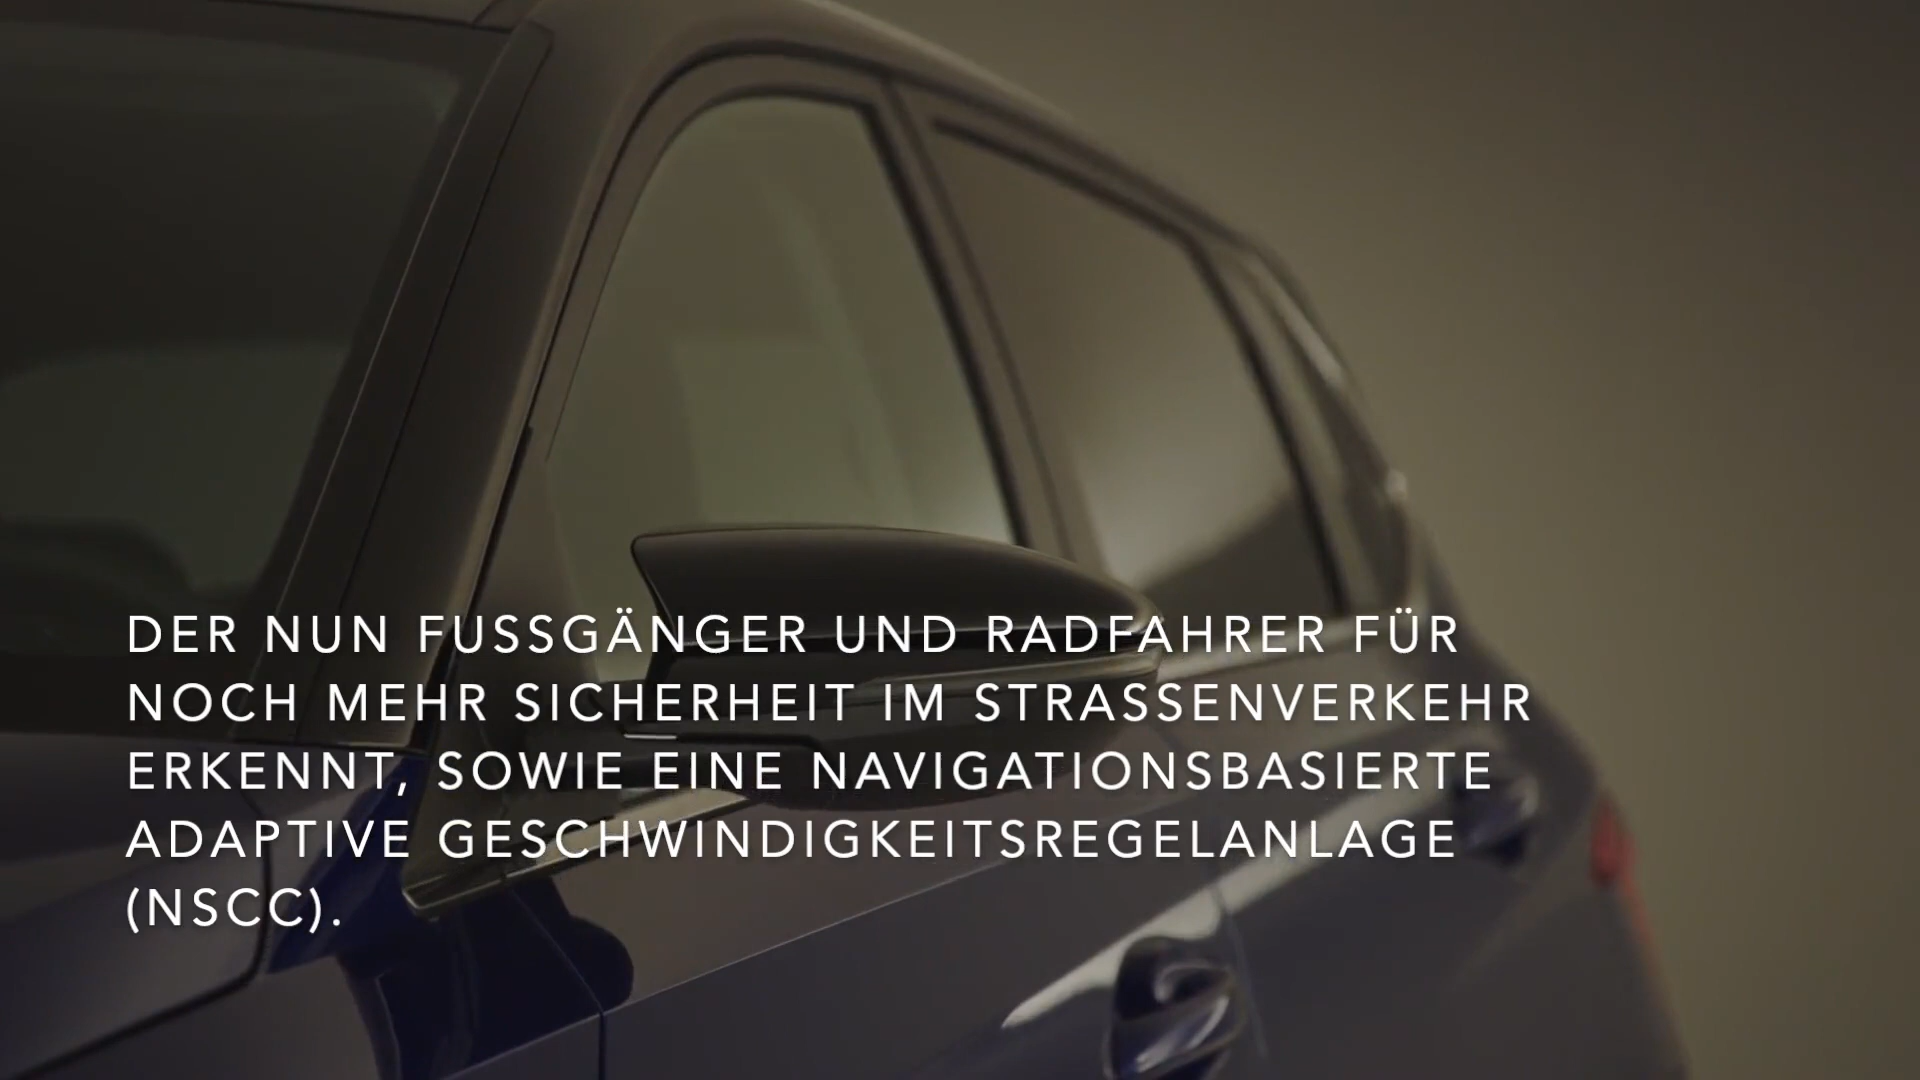 DER NUN FUSSGÄNGER UND RADFAHRER FÜR
NOCH MEHR SICHERHEIT IM STRASSENVERKEHR
ERKENNT, SOWIE EINE NAVIGATIONSBASIERTE
ADAPTIVE GESCHWINDIGKEITSREGELANLAGE
(NSCC).